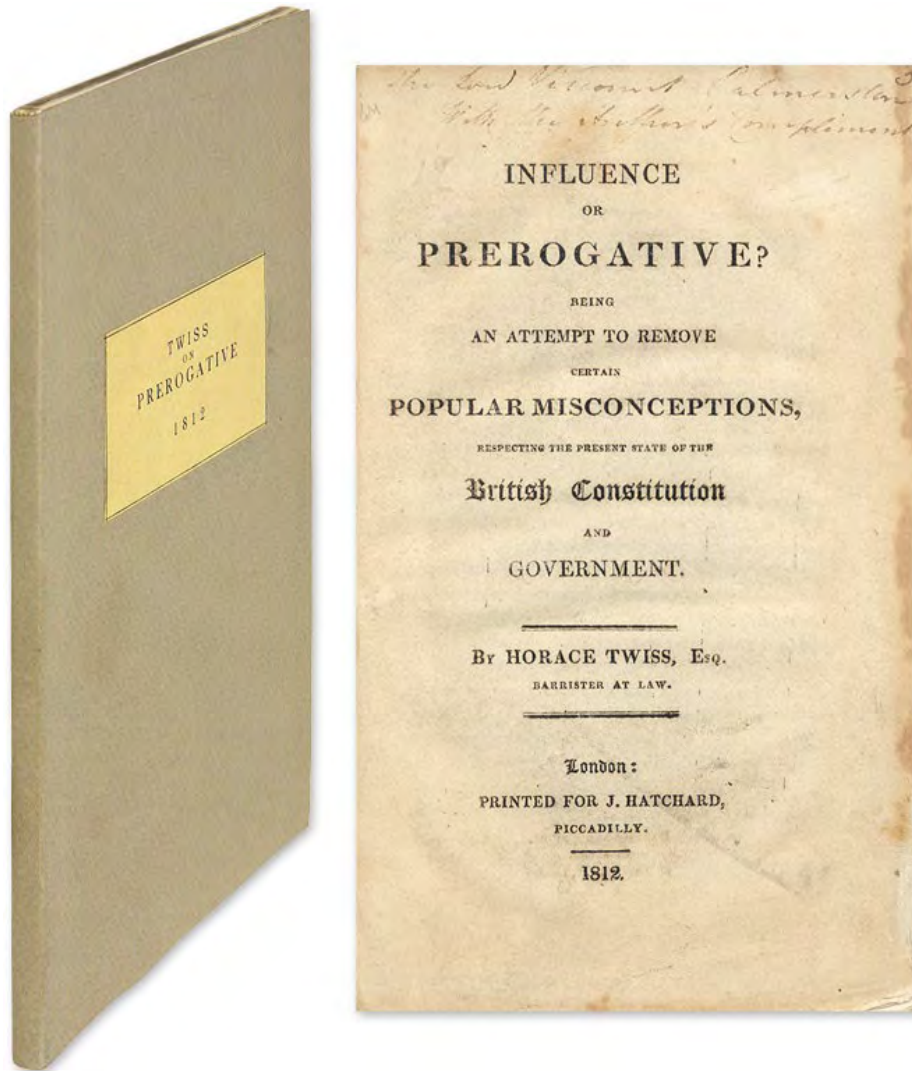 TWISS
ON
PREROGATIVE
1812
The Lord Viscount Palmerston
With the Author's Compliments
INFLUENCE
OR
PREROGATIVE?
BEING
AN ATTEMPT TO REMOVE
CERTAIN
POPULAR MISCONCEPTIONS,
RESPECTING THE PRESENT STATE OF THE
British Constitution
AND
GOVERNMENT.
BY HORACE TWISS, ESQ.
BARRISTER AT LAW.
London:
PRINTED FOR J. HATCHARD,
PICCADILLY.
1812.